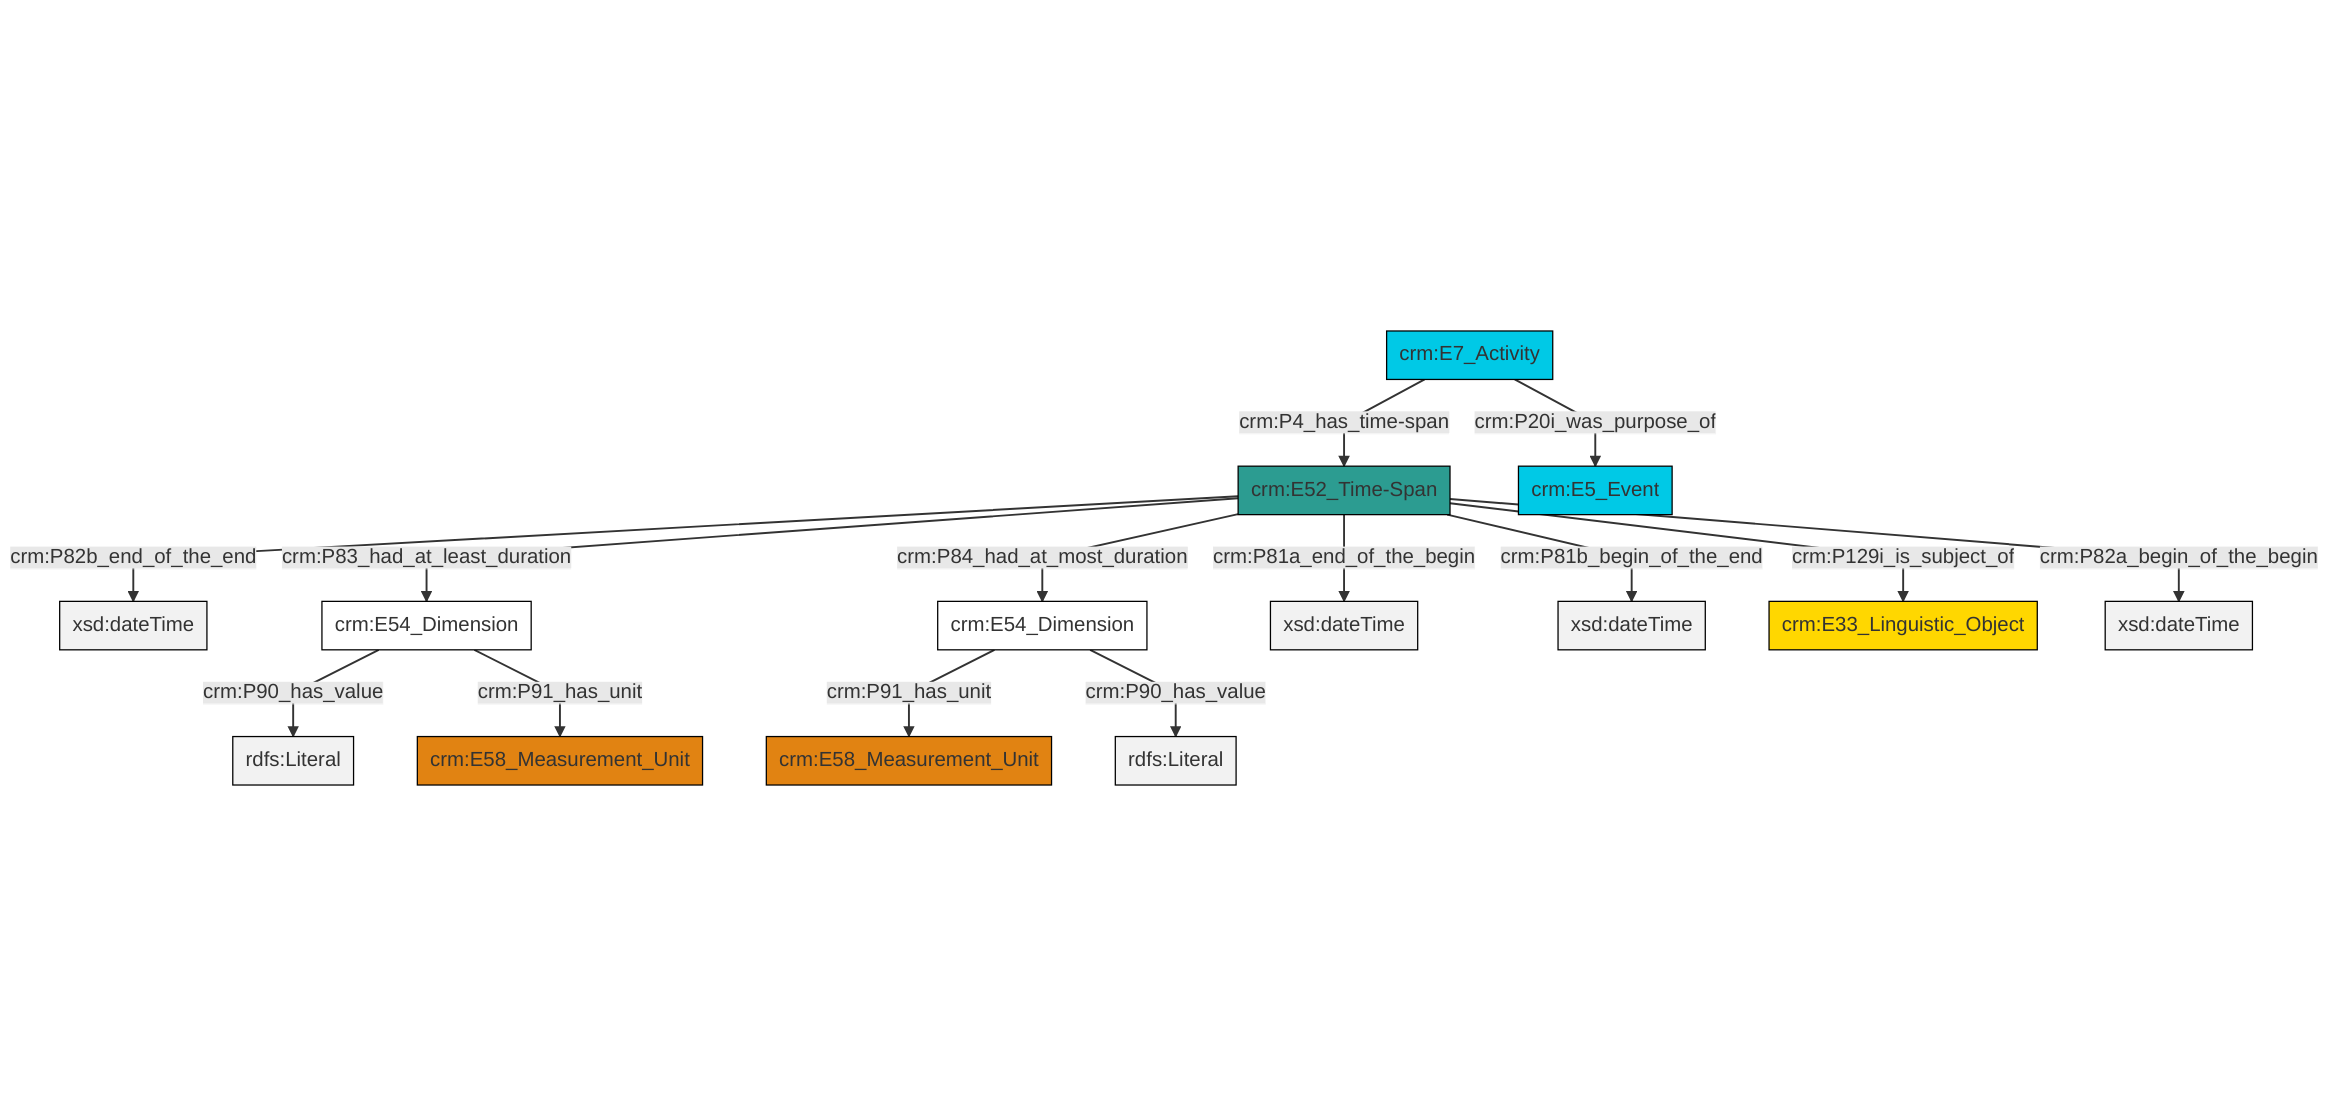 crm:E7_Activity
crm:P4_has_time-span
crm:P20i_was_purpose_of
crm:E52_Time-Span
crm:E5_Event
crm:P82b_end_of_the_end
crm:P83_had_at_least_duration
crm:P84_had_at_most_duration
crm:P81a_end_of_the_begin
crm:P81b_begin_of_the_end
crm:P129i_is_subject_of
crm:P82a_begin_of_the_begin
xsd:dateTime
crm:E54_Dimension
crm:E54_Dimension
xsd:dateTime
xsd:dateTime
crm:E33_Linguistic_Object
xsd:dateTime
crm:P90_has_value
crm:P91_has_unit
crm:P91_has_unit
crm:P90_has_value
rdfs:Literal
crm:E58_Measurement_Unit
crm:E58_Measurement_Unit
rdfs:Literal